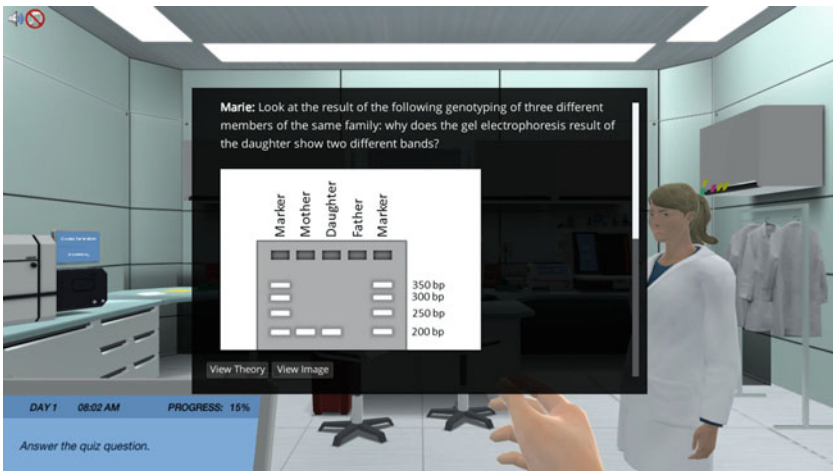 Marie: Look at the result of the following genotyping of three different
members of the same family: why does the gel electrophoresis result of
the daughter show two different bands?
Marker
Mother
Daughter
Father
Marker
350 bp
300 bp
250 bp
200 bp
View Theory
View Image
DAY 1 08:02 AM PROGRESS: 15%
Answer the quiz question.